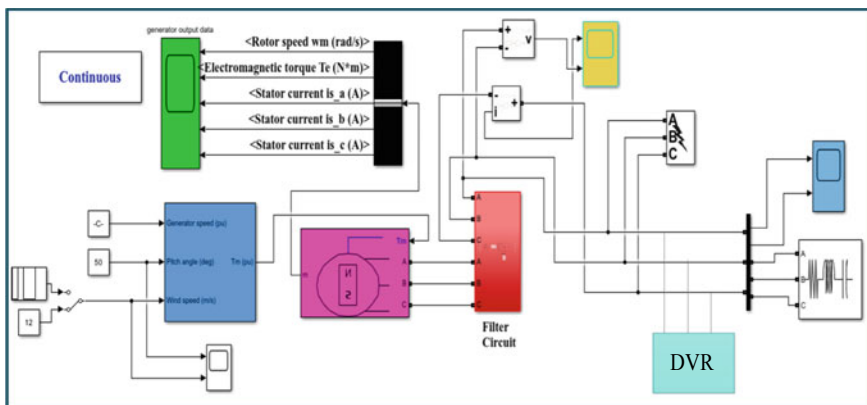 generator output data
Continuous
<Rotor speed wm (rad/s)>
<Electromagnetic torque Te (N*m)>
<Stator current is_a (A)>
<Stator current is_b (A)>
<Stator current is_c (A)>
+
-
v
-
+
i
A
B
C
-C-
Generator speed (pu)
50
Pitch angle (deg)
Tm (pu)
12
Wind speed (m/s)
Tm
m
A
B
C
N
S
A
B
C
A
B
C
Filter
Circuit
A
B
C
DVR